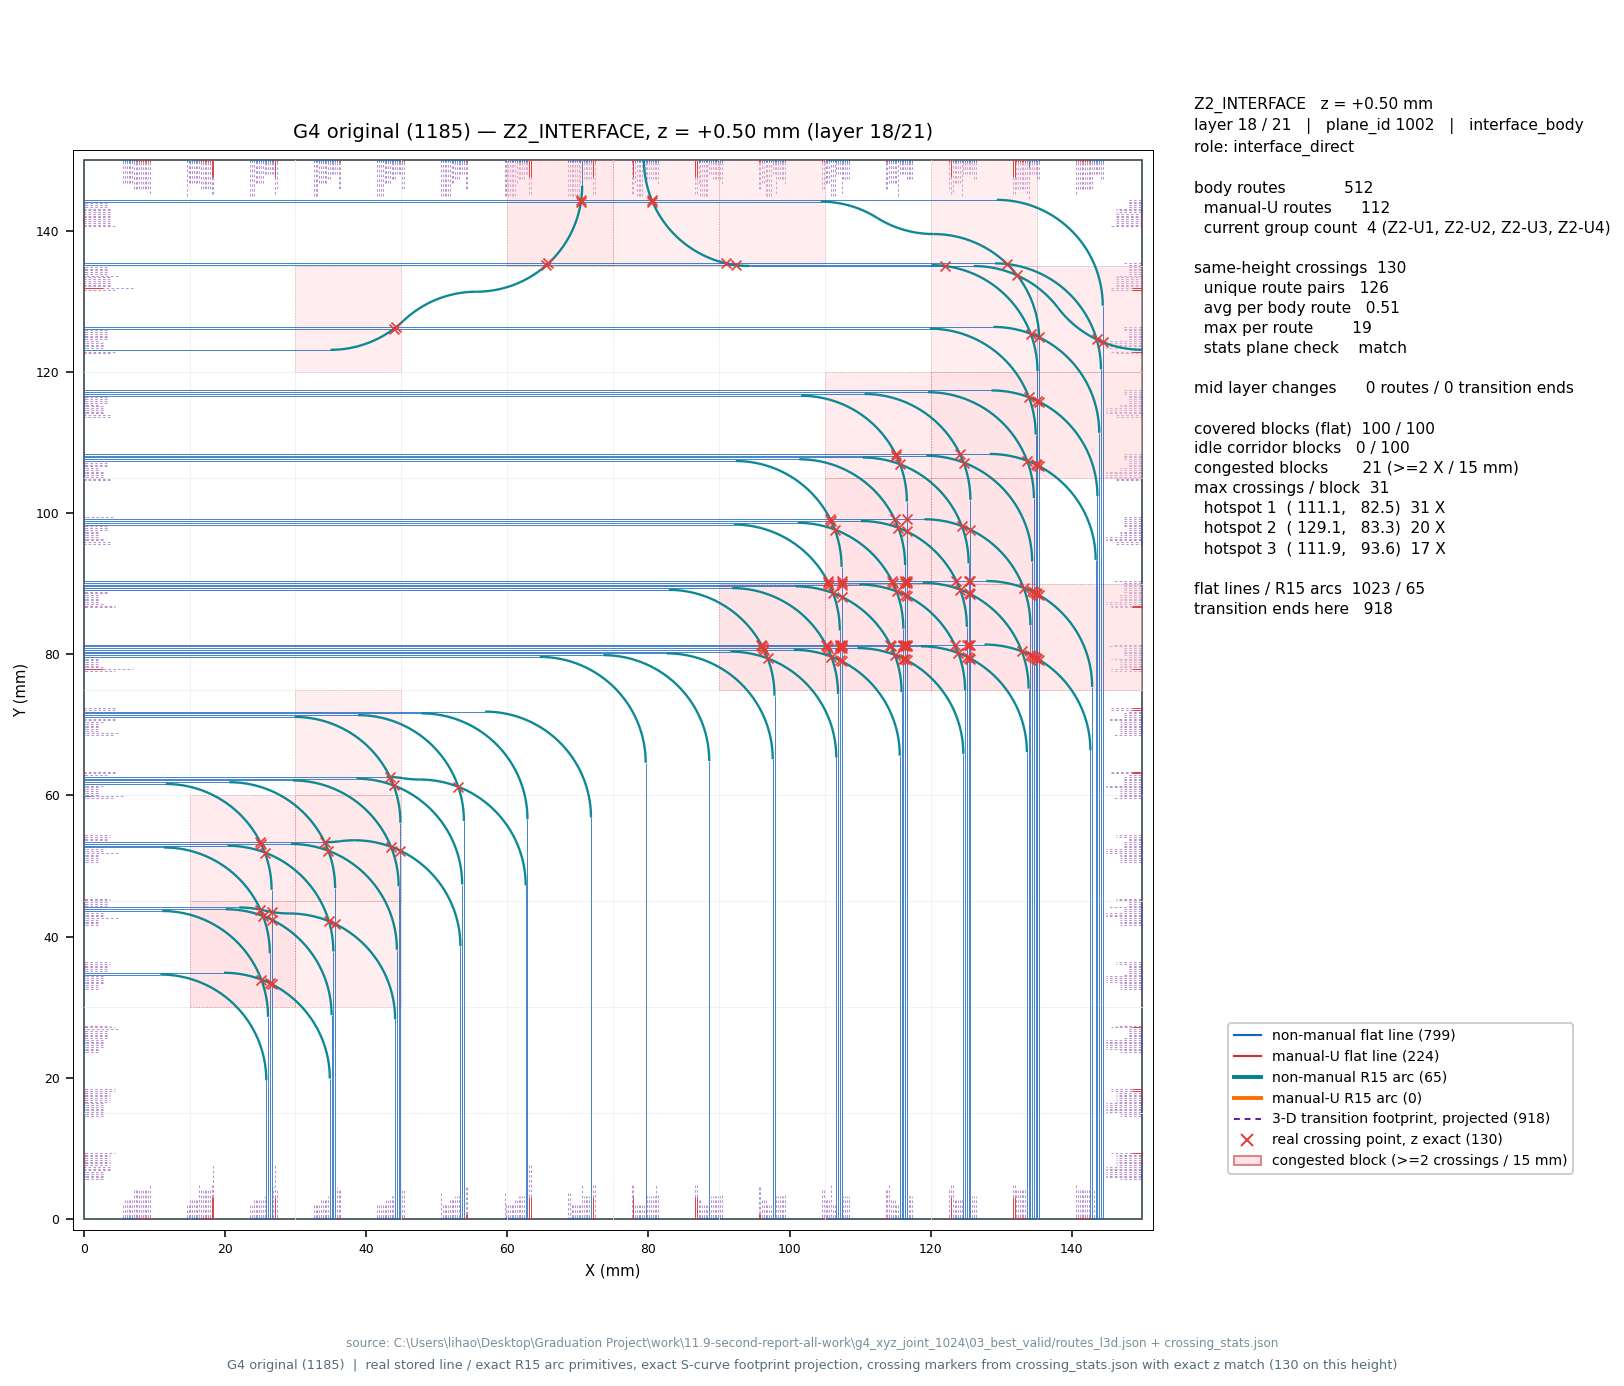 G4 original (1185) — Z2_INTERFACE, z = +0.50 mm (layer 18/21)
Z2_INTERFACE z = +0.50 mm
layer 18 / 21 | plane_id 1002 | interface_body
role: interface_direct
body routes 512
manual-U routes 112
current group count 4 (Z2-U1, Z2-U2, Z2-U3, Z2-U4)
same-height crossings 130
unique route pairs 126
avg per body route 0.51
max per route 19
stats plane check match
mid layer changes 0 routes / 0 transition ends
covered blocks (flat) 100 / 100
idle corridor blocks 0 / 100
congested blocks 21 (>=2 X / 15 mm)
max crossings / block 31
hotspot 1 ( 111.1, 82.5) 31 X
hotspot 2 ( 129.1, 83.3) 20 X
hotspot 3 ( 111.9, 93.6) 17 X
flat lines / R15 arcs 1023 / 65
transition ends here 918
140
120
100
80
60
40
20
0
Y (mm)
0 20 40 60 80 100 120 140
X (mm)
non-manual flat line (799)
manual-U flat line (224)
non-manual R15 arc (65)
manual-U R15 arc (0)
3-D transition footprint, projected (918)
real crossing point, z exact (130)
congested block (>=2 crossings / 15 mm)
source: C:\Users\lihao\Desktop\Graduation Project\work\11.9-second-report-all-work\g4_xyz_joint_1024\03_best_valid/routes_l3d.json + crossing_stats.json
G4 original (1185) | real stored line / exact R15 arc primitives, exact S-curve footprint projection, crossing markers from crossing_stats.json with exact z match (130 on this height)